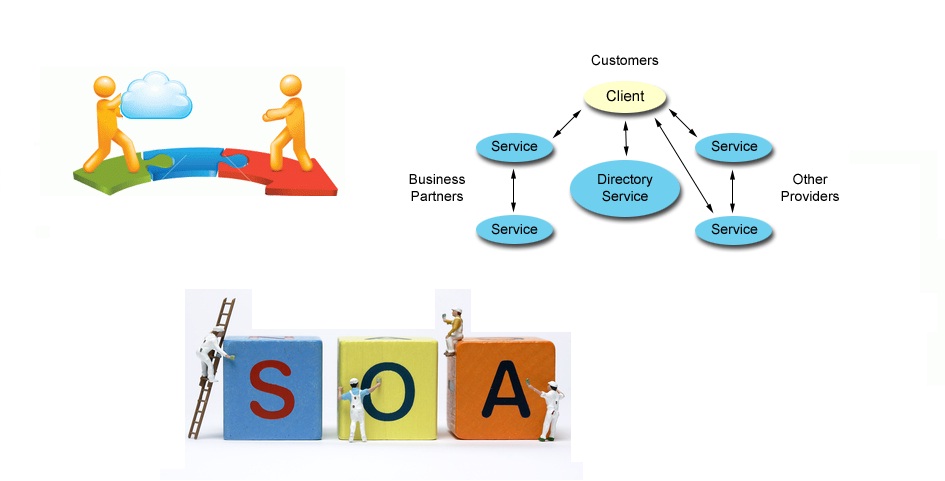 Customers
Client
Service
Service
Directory
Service
Business
Partners
Other
Providers
Service
Service
S O A